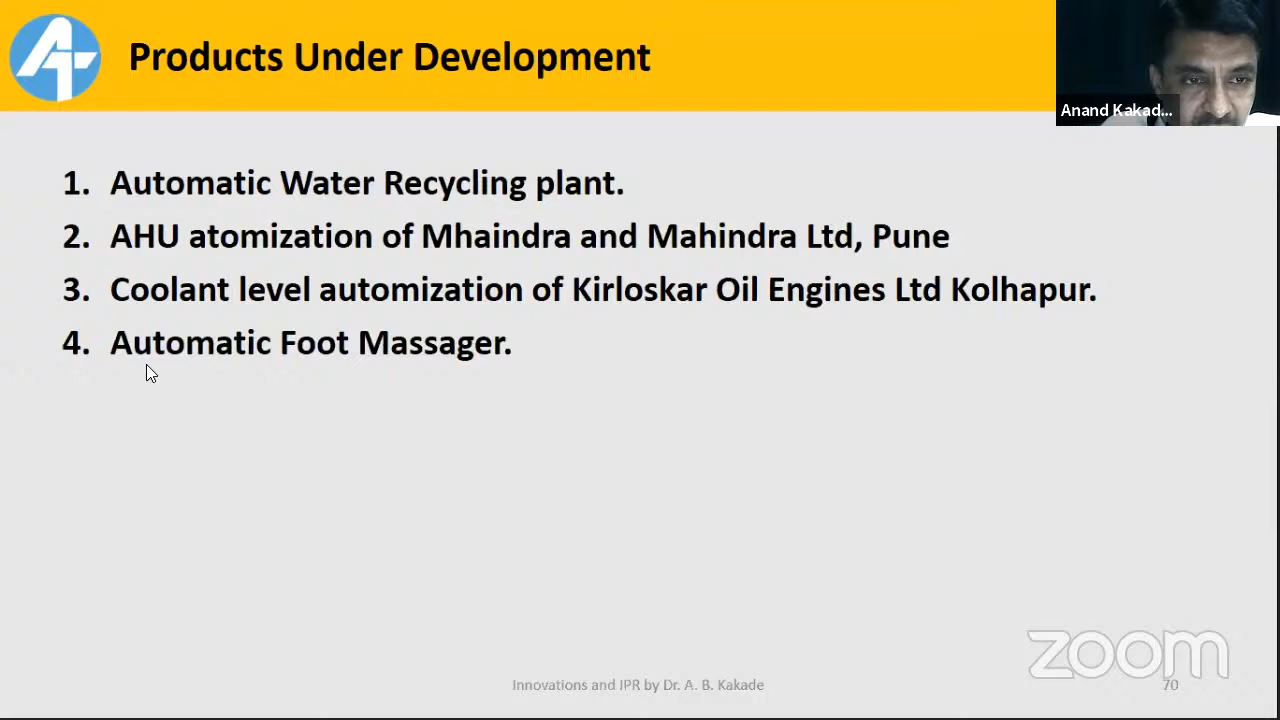 Products Under Development
Anand Kakad...
1. Automatic Water Recycling plant.
2. AHU atomization of Mhaindra and Mahindra Ltd, Pune
3. Coolant level automization of Kirloskar Oil Engines Ltd Kolhapur.
4. Automatic Foot Massager.
zoom
Innovations and IPR by Dr. A. B. Kakade
70